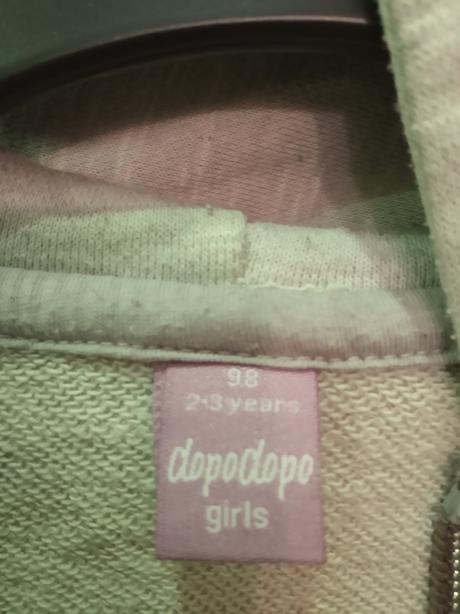 98
2-3 years
dopodopo
girls